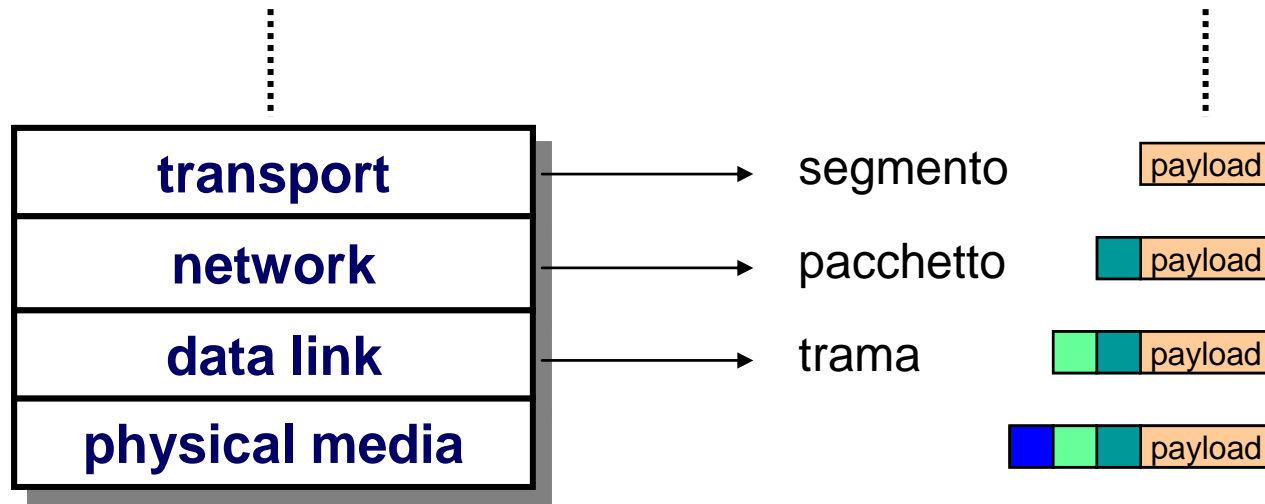 transport
segmento
payload
network
pacchetto
payload
data link
trama
payload
physical media
payload